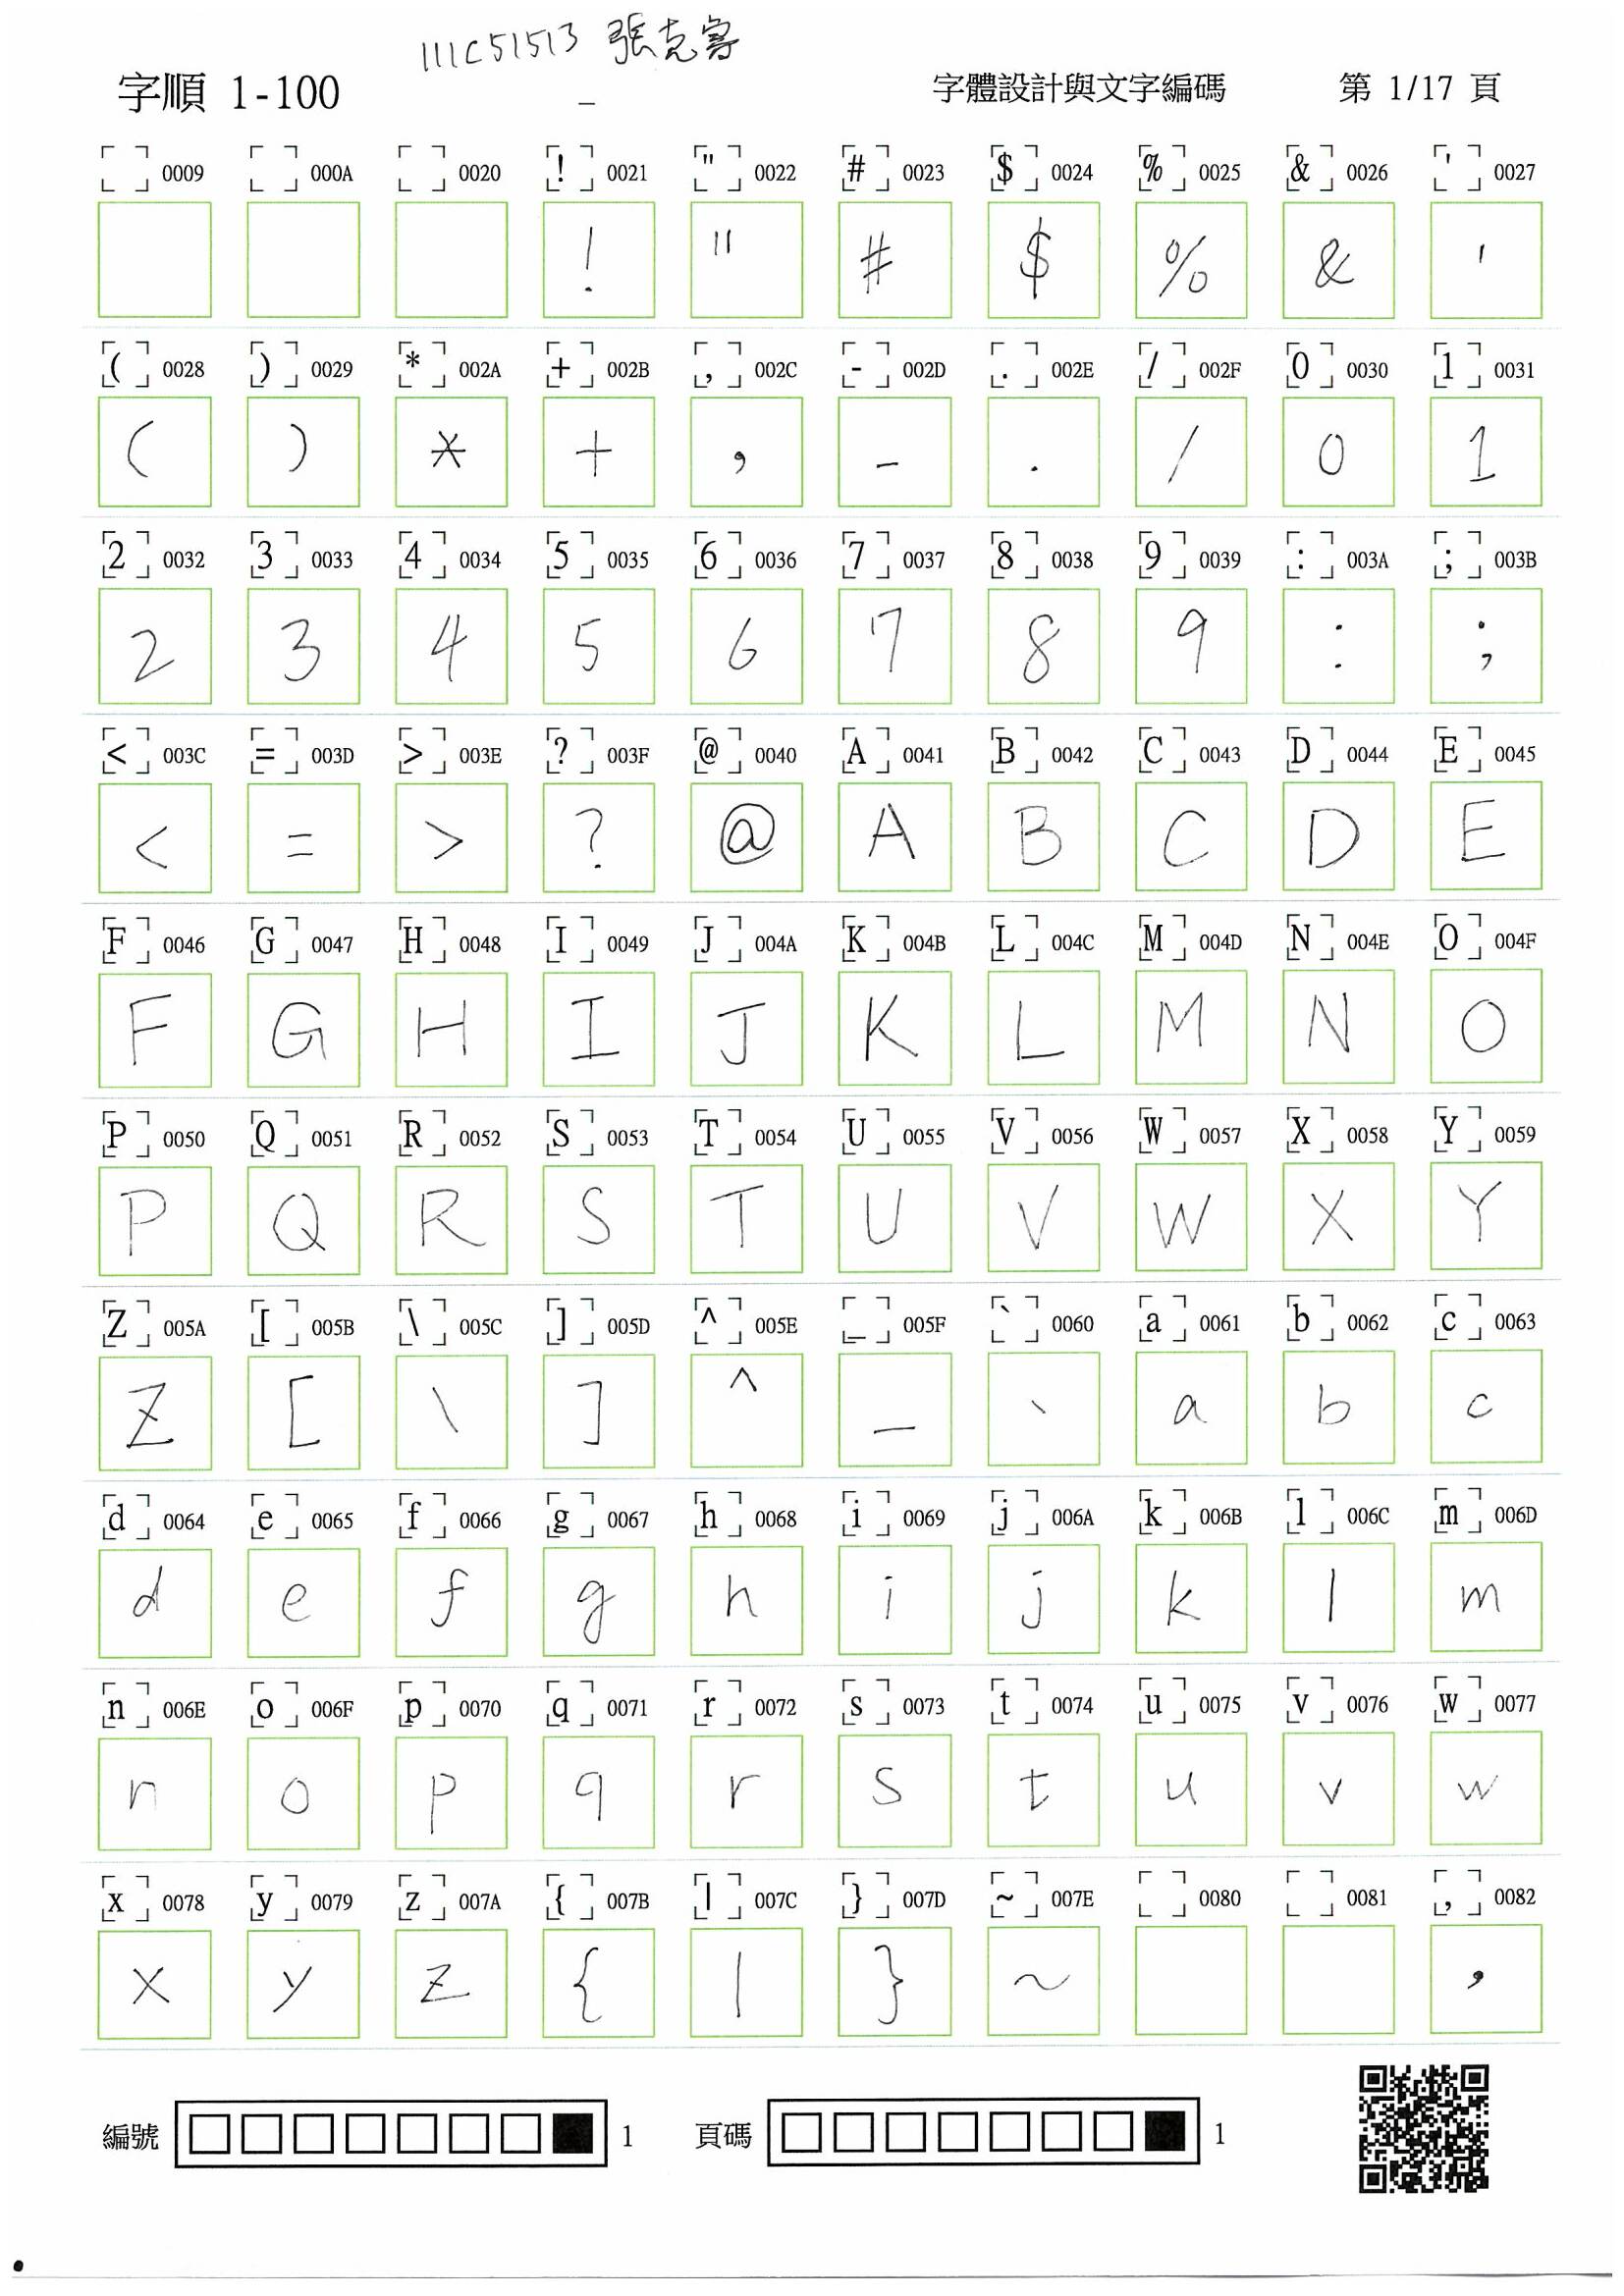 111C51513 張克寄
字順 1-100 字體設計與文字編碼 第 1/17 頁
0009 000A 0020 ! 0021 " 0022 # 0023 $ 0024 % 0025 & 0026 ' 0027
! " # $ % & '
( 0028 ) 0029 * 002A + 002B , 002C - 002D . 002E / 002F 0 0030 1 0031
( ) * + , - . / 0 1
2 0032 3 0033 4 0034 5 0035 6 0036 7 0037 8 0038 9 0039 : 003A ; 003B
2 3 4 5 6 7 8 9 : ;
< 003C = 003D > 003E ? 003F @ 0040 A 0041 B 0042 C 0043 D 0044 E 0045
< = > ? @ A B C D E
F 0046 G 0047 H 0048 I 0049 J 004A K 004B L 004C M 004D N 004E O 004F
F G H I J K L M N O
P 0050 Q 0051 R 0052 S 0053 T 0054 U 0055 V 0056 W 0057 X 0058 Y 0059
P Q R S T U V W X Y
Z 005A [ 005B \ 005C ] 005D ^ 005E _ 005F ` 0060 a 0061 b 0062 c 0063
Z [ \ ] ^ _ ` a b c
d 0064 e 0065 f 0066 g 0067 h 0068 i 0069 j 006A k 006B l 006C m 006D
d e f g h i j k l m
n 006E o 006F p 0070 q 0071 r 0072 s 0073 t 0074 u 0075 v 0076 w 0077
n o p q r s t u v w
x 0078 y 0079 z 007A { 007B | 007C } 007D ~ 007E 0080 0081 , 0082
x y z { | } ~ ,
編號 1 頁碼 1